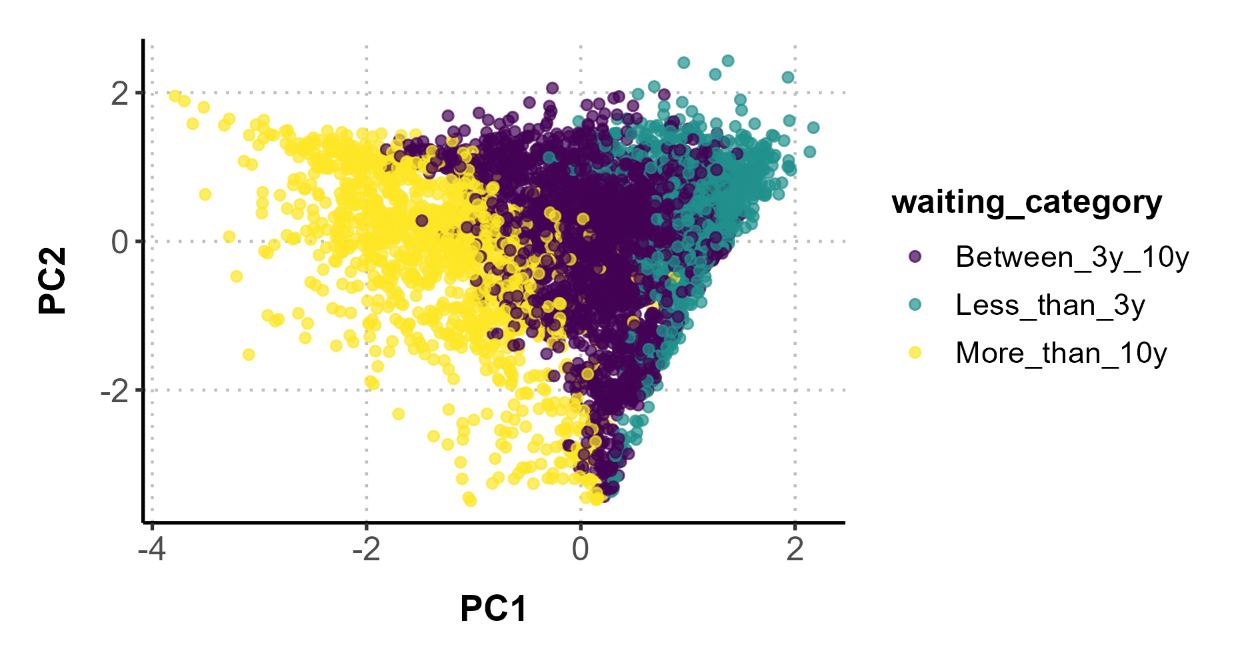 2
0
-2
PC2
-4
-2
0
2
PC1
waiting_category
Between_3y_10y
Less_than_3y
More_than_10y